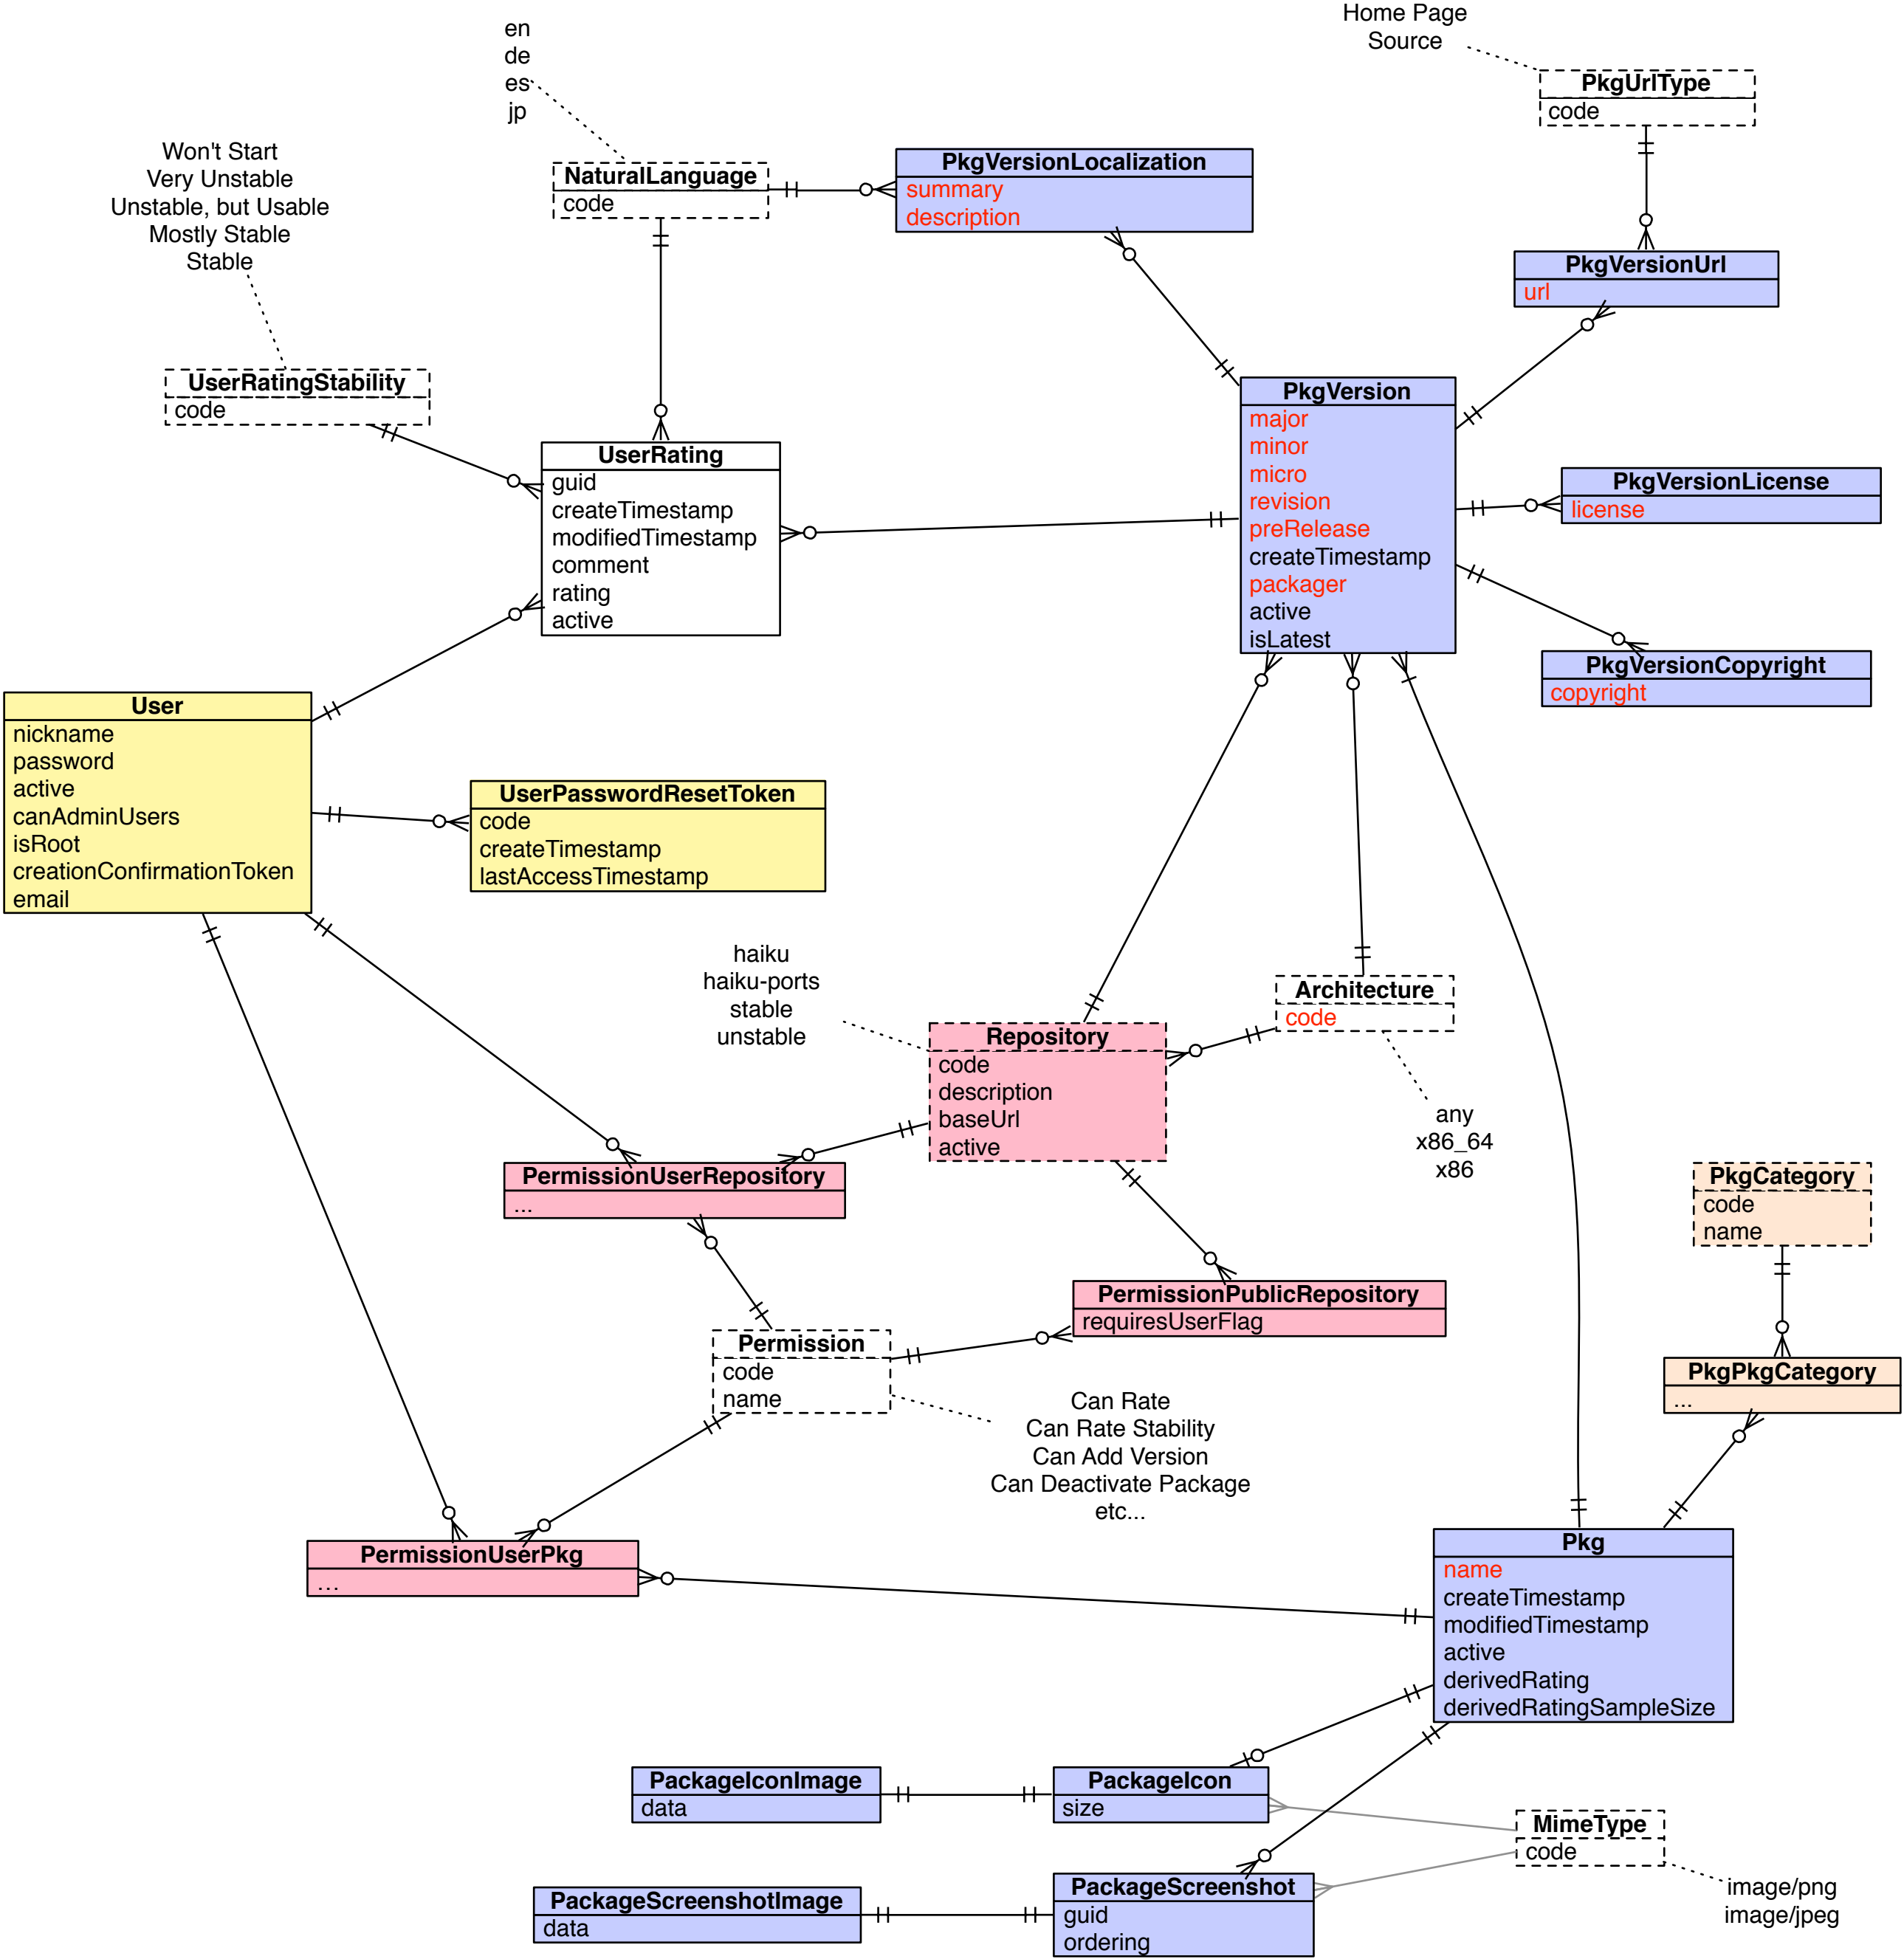 en
de
es
jp
Home Page
Source
PkgUrlType
code
Won't Start
Very Unstable
Unstable, but Usable
Mostly Stable
Stable
NaturalLanguage
code
PkgVersionLocalization
summary
description
PkgVersionUrl
url
UserRatingStability
code
UserRating
guid
createTimestamp
modifiedTimestamp
comment
rating
active
PkgVersion
major
minor
micro
revision
preRelease
createTimestamp
packager
active
isLatest
PkgVersionLicense
license
PkgVersionCopyright
copyright
User
nickname
password
active
canAdminUsers
isRoot
creationConfirmationToken
email
UserPasswordResetToken
code
createTimestamp
lastAccessTimestamp
haiku
haiku-ports
stable
unstable
Repository
code
description
baseUrl
active
Architecture
code
any
x86_64
x86
PermissionUserRepository
...
PkgCategory
code
name
PermissionPublicRepository
requiresUserFlag
Permission
code
name
Can Rate
Can Rate Stability
Can Add Version
Can Deactivate Package
etc...
PkgPkgCategory
...
PermissionUserPkg
...
Pkg
name
createTimestamp
modifiedTimestamp
active
derivedRating
derivedRatingSampleSize
PackageIconImage
data
PackageIcon
size
MimeType
code
image/png
image/jpeg
PackageScreenshotImage
data
PackageScreenshot
guid
ordering